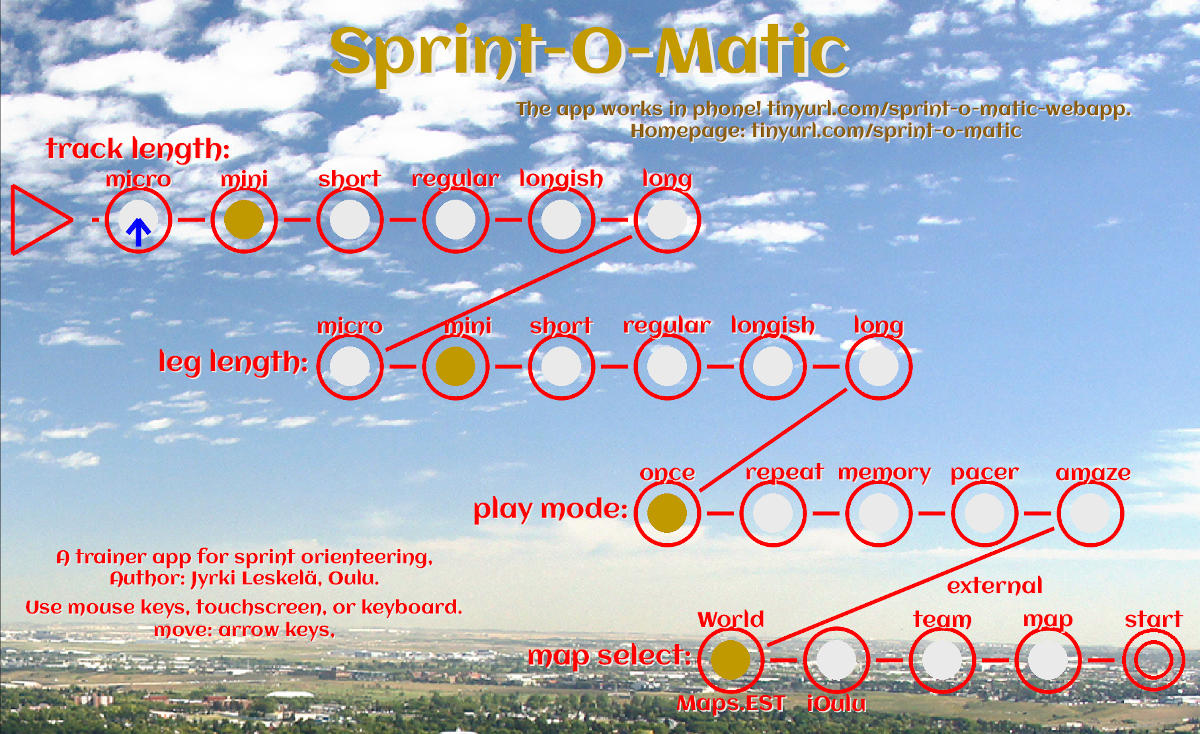 Sprint-O-Matic
The app works in phone! tinyurl.com/sprint-o-matic-webapp.
Homepage: tinyurl.com/sprint-o-matic
track length:
micro mini short regular longish long
micro mini short regular longish long
leg length:
once repeat memory pacer amaze
play mode:
A trainer app for sprint orienteering,
Author: Jyrki Leskelä, Oulu.
Use mouse keys, touchscreen, or keyboard.
move: arrow keys,
external
World team map start
map select:
Maps.EST iOulu